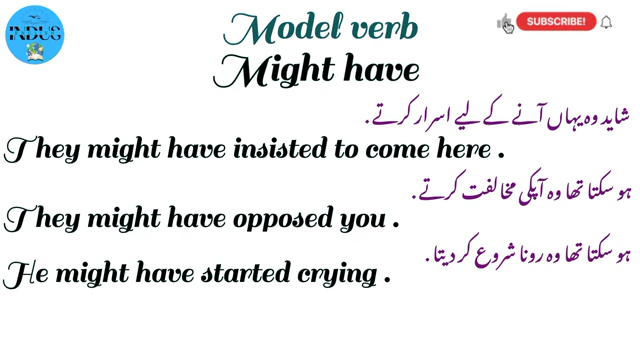 INDUS
Model verb
SUBSCRIBE!
Might have
شاید وہ یہاں آنے کے لیے اسرار کرتے .
They might have insisted to come here .
ہو سکتا تھا وہ آپکی مخالفت کرتے .
They might have opposed you .
ہو سکتا تھا وہ رونا شروع کر دیتا .
He might have started crying .